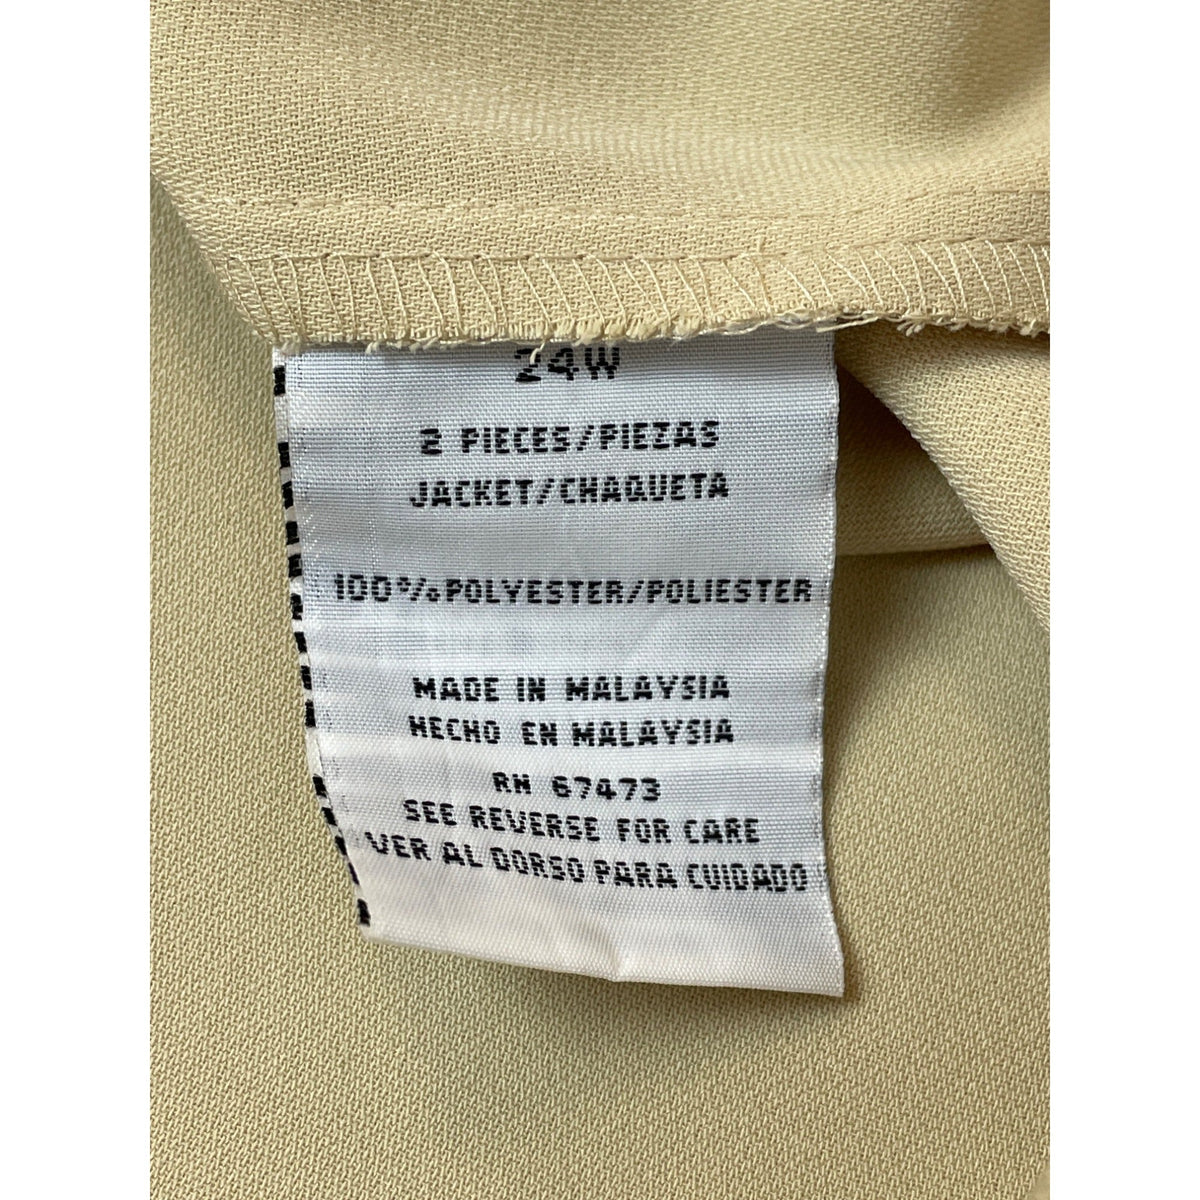 24W
2 PIECES/PIEZAS
JACKET/CHAQUETA
100%POLYESTER/POLIESTER
MADE IN MALAYSIA
HECHO EN MALAYSIA
RN 67473
SEE REVERSE FOR CARE
VER AL DORSO PARA CUIDADO